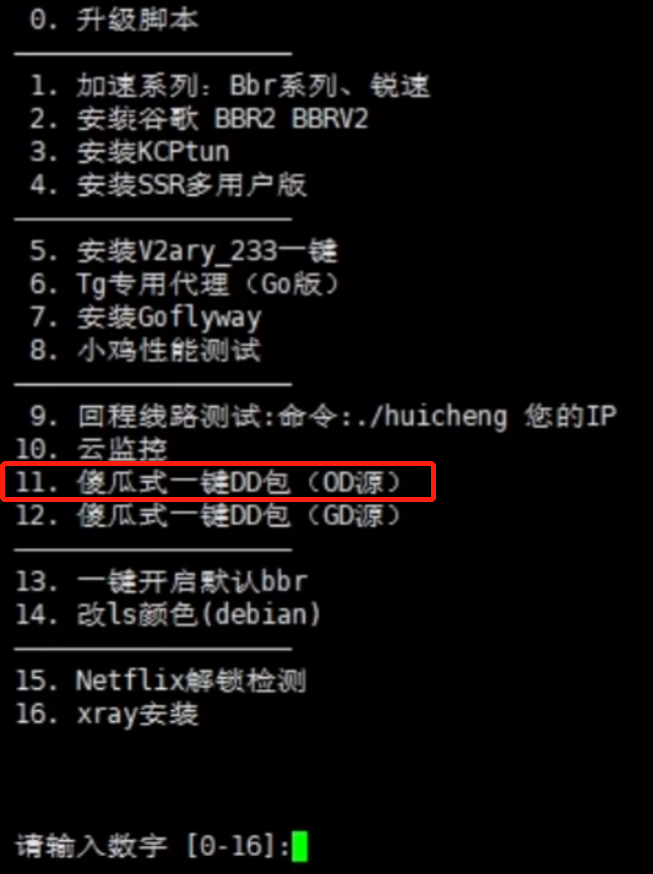 0. 升级脚本
1. 加速系列：Bbr系列、锐速
2. 安装谷歌 BBR2 BBRV2
3. 安装KCPtun
4. 安装SSR多用户版
5. 安装V2ary_233一键
6. Tg专用代理（Go版）
7. 安装Goflyway
8. 小鸡性能测试
9. 回程线路测试:命令:./huicheng 您的IP
10. 云监控
11. 傻瓜式一键DD包（OD源）
12. 傻瓜式一键DD包（GD源）
13. 一键开启默认bbr
14. 改ls颜色(debian)
15. Netflix解锁检测
16. xray安装
请输入数字 [0-16]: